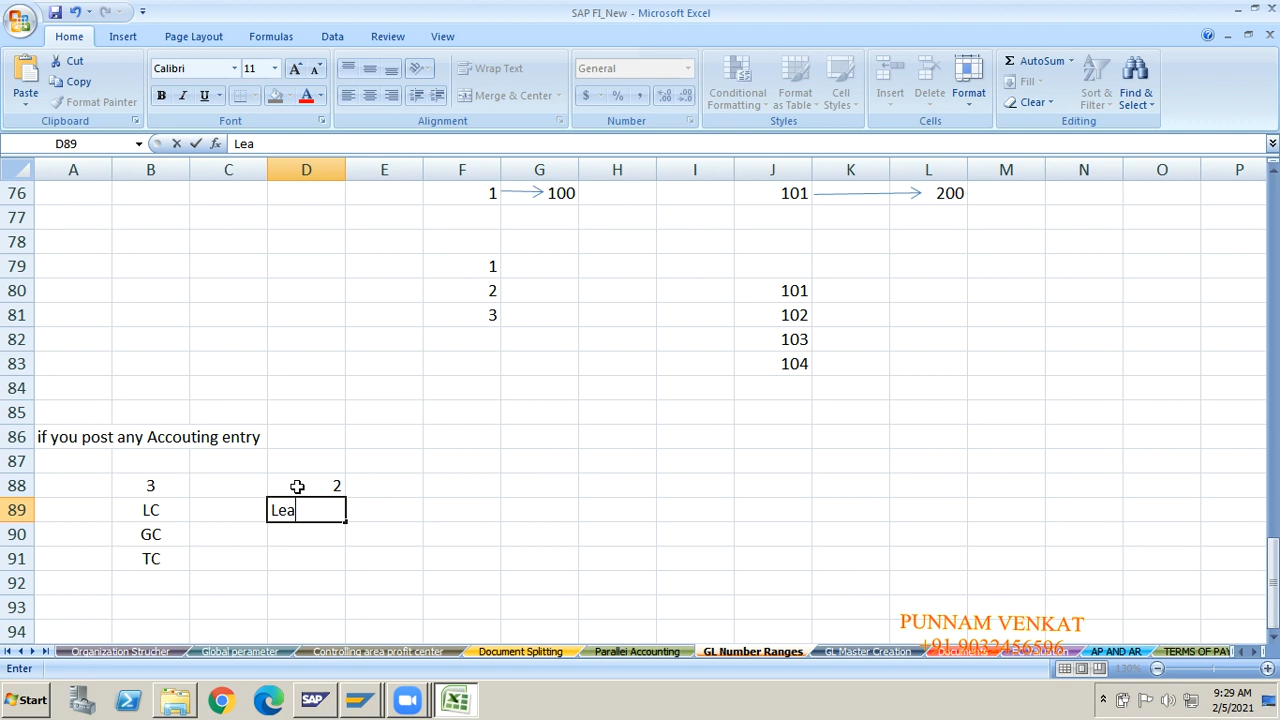 SAP FI_New - Microsoft Excel
Home Insert Page Layout Formulas Data Review View
Paste
Cut
Copy
Format Painter
Clipboard
Calibri 11 A A
B I U A
Font
Wrap Text
Merge & Center
Alignment
General
$ % ,
Number
Conditional Formatting
Format as Table
Cell Styles
Styles
Insert Delete Format
Cells
Σ AutoSum
Fill
Clear
Sort & Filter
Find & Select
Editing
D89 fx Lea
A B C D E F G H I J K L M N O P
76 1 100 101 200
77
78
79 1
80 2 101
81 3 102
82 103
83 104
84
85
86 if you post any Accouting entry
87
88 3 2
89 LC Lea
90 GC
91 TC
92
93
94
PUNNAM VENKAT
+91 9032456596
Organization Strucher Global perameter Controlling area profit center Document Splitting Parallel Accounting GL Number Ranges GL Master Creation AP AND AR TERMS OF PAY
Enter 130%
Start SAP 9:29 AM
2/5/2021